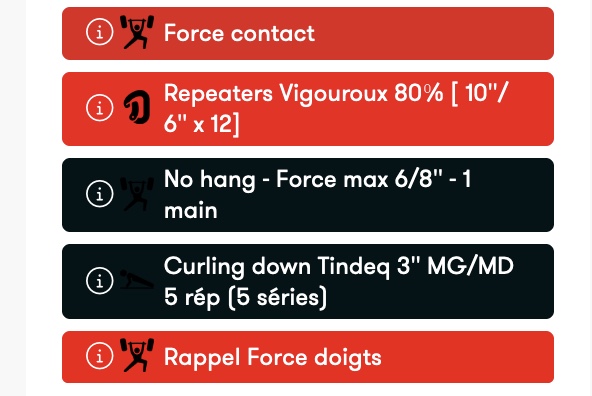 Force contact
Repeaters Vigouroux 80% [ 10"/
6" x 12]
No hang - Force max 6/8" - 1
main
Curling down Tindeq 3" MG/MD
5 rép (5 séries)
Rappel Force doigts